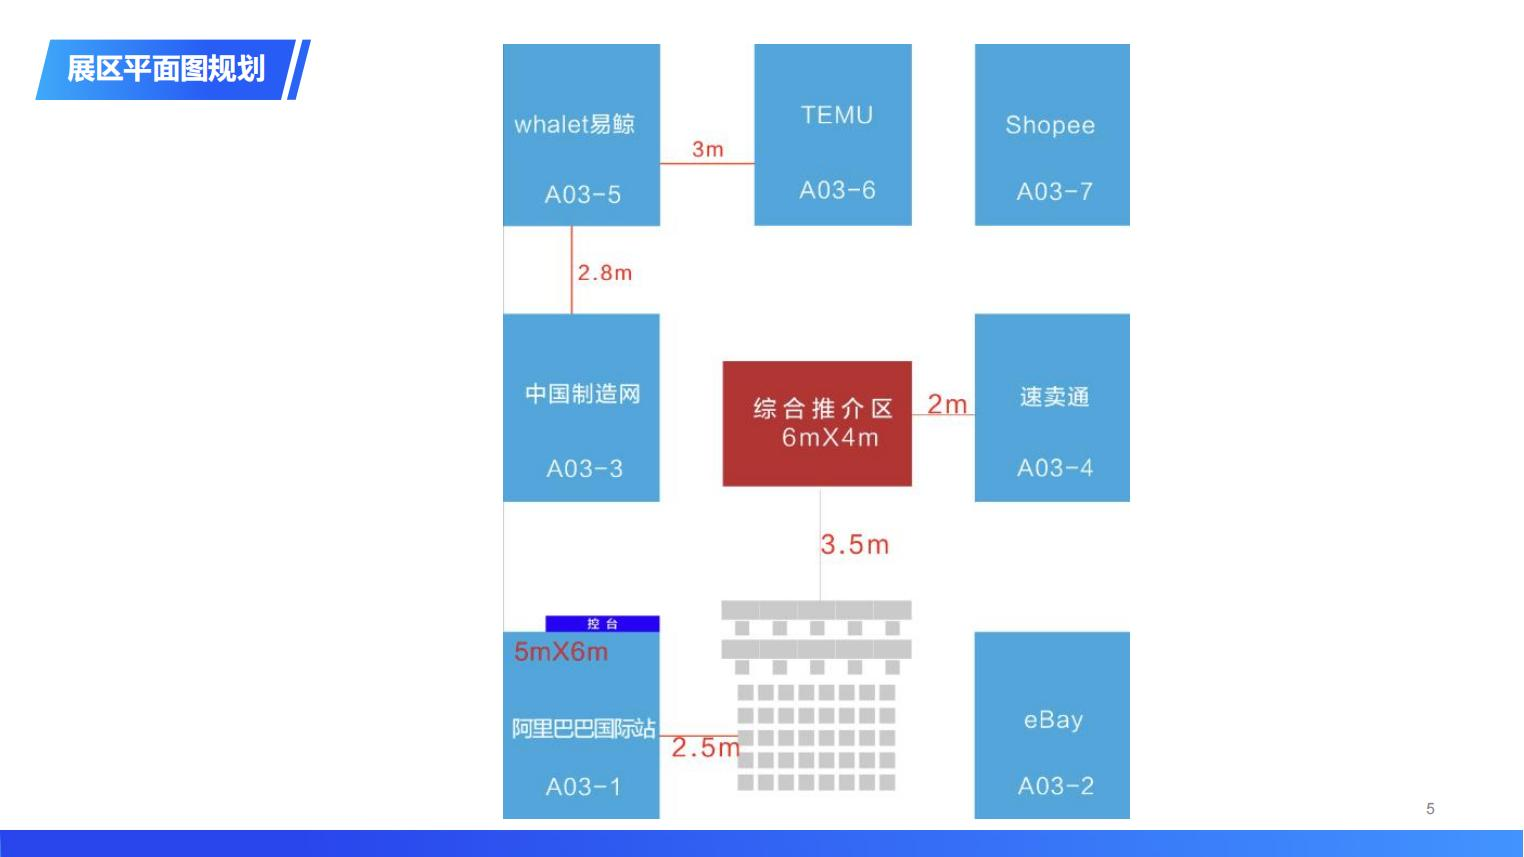 展区平面图规划
whalet易鲸
A03-5
3m
TEMU
A03-6
Shopee
A03-7
2.8m
中国制造网
A03-3
综合推介区
6mX4m
2m
速卖通
A03-4
3.5m
控台
5mX6m
阿里巴巴国际站
A03-1
2.5m
eBay
A03-2
5